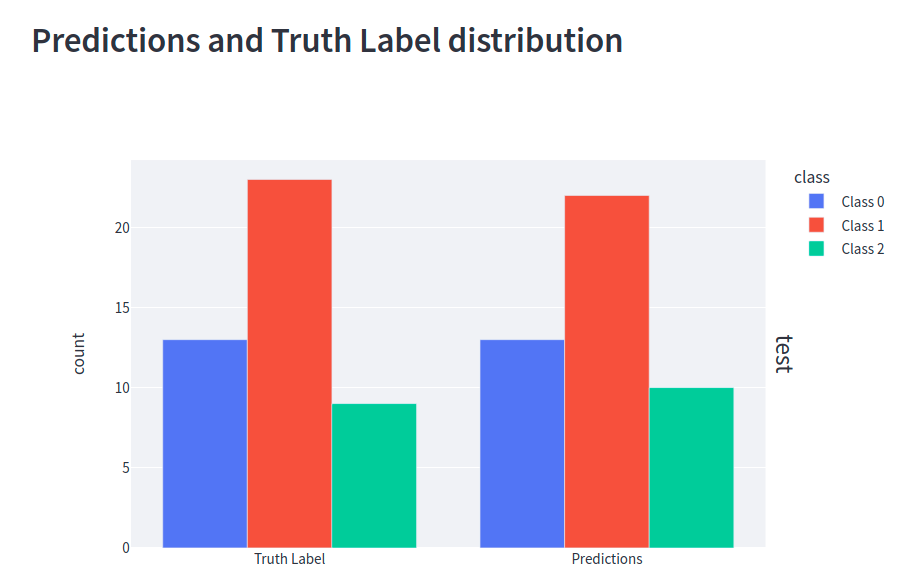 Predictions and Truth Label distribution
class
Class 0
Class 1
Class 2
20
15
10
5
0
count
test
Truth Label
Predictions